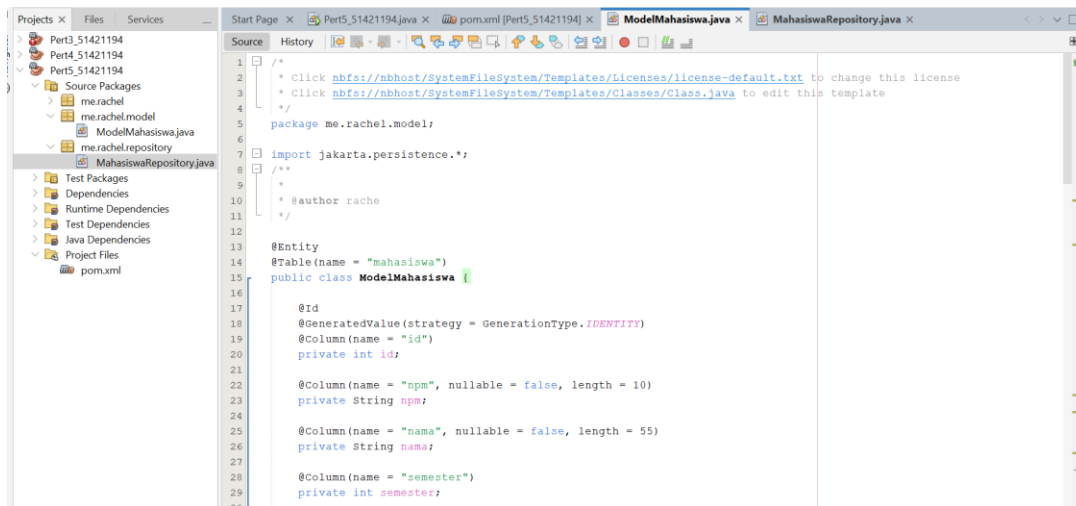 Projects × Files Services
Pert3_51421194
Pert4_51421194
Pert5_51421194
Source Packages
me.rachel
me.rachel.model
ModelMahasiswa.java
me.rachel.repository
MahasiswaRepository.java
Test Packages
Dependencies
Runtime Dependencies
Test Dependencies
Java Dependencies
Project Files
pom.xml
Start Page × Pert5_51421194.java × pom.xml [Pert5_51421194] × ModelMahasiswa.java × MahasiswaRepository.java ×
Source History
1 /*
2 * Click nbfs://nbhost/SystemFileSystem/Templates/Licenses/license-default.txt to change this license
3 * Click nbfs://nbhost/SystemFileSystem/Templates/Classes/Class.java to edit this template
4 */
5 package me.rachel.model;
6
7 import jakarta.persistence.*;
8 /**
9 *
10 * @author rache
11 */
12
13 @Entity
14 @Table(name = "mahasiswa")
15 public class ModelMahasiswa {
16
17 @Id
18 @GeneratedValue(strategy = GenerationType.IDENTITY)
19 @Column(name = "id")
20 private int id;
21
22 @Column(name = "npm", nullable = false, length = 10)
23 private String npm;
24
25 @Column(name = "nama", nullable = false, length = 55)
26 private String nama;
27
28 @Column(name = "semester")
29 private int semester;